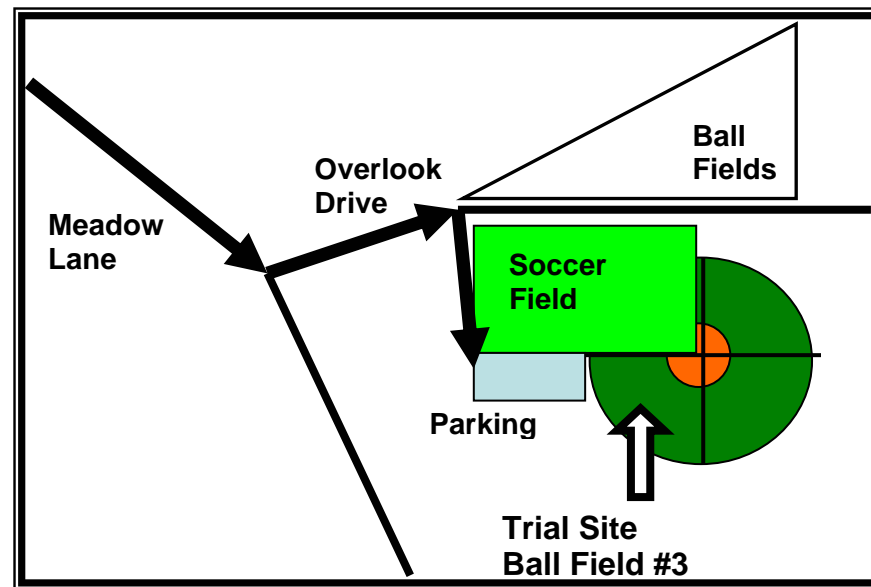 Ball
Fields
Overlook
Drive
Meadow
Lane
Soccer
Field
Parking
Trial Site
Ball Field #3